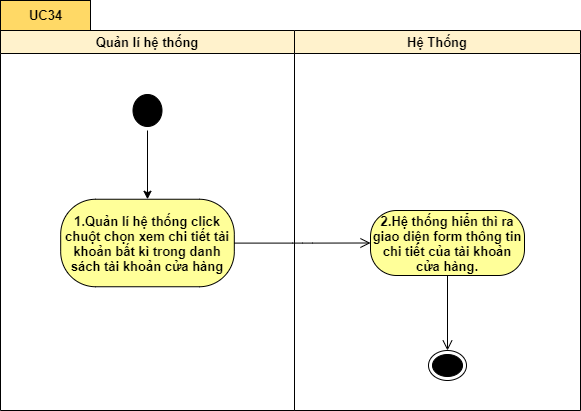 UC34
Quản lí hệ thống
Hệ Thống
1.Quản lí hệ thống click
chuột chọn xem chi tiết tài
khoản bất kì trong danh
sách tài khoản cửa hàng
2.Hệ thống hiển thì ra
giao diện form thông tin
chi tiết của tài khoản
cửa hàng.